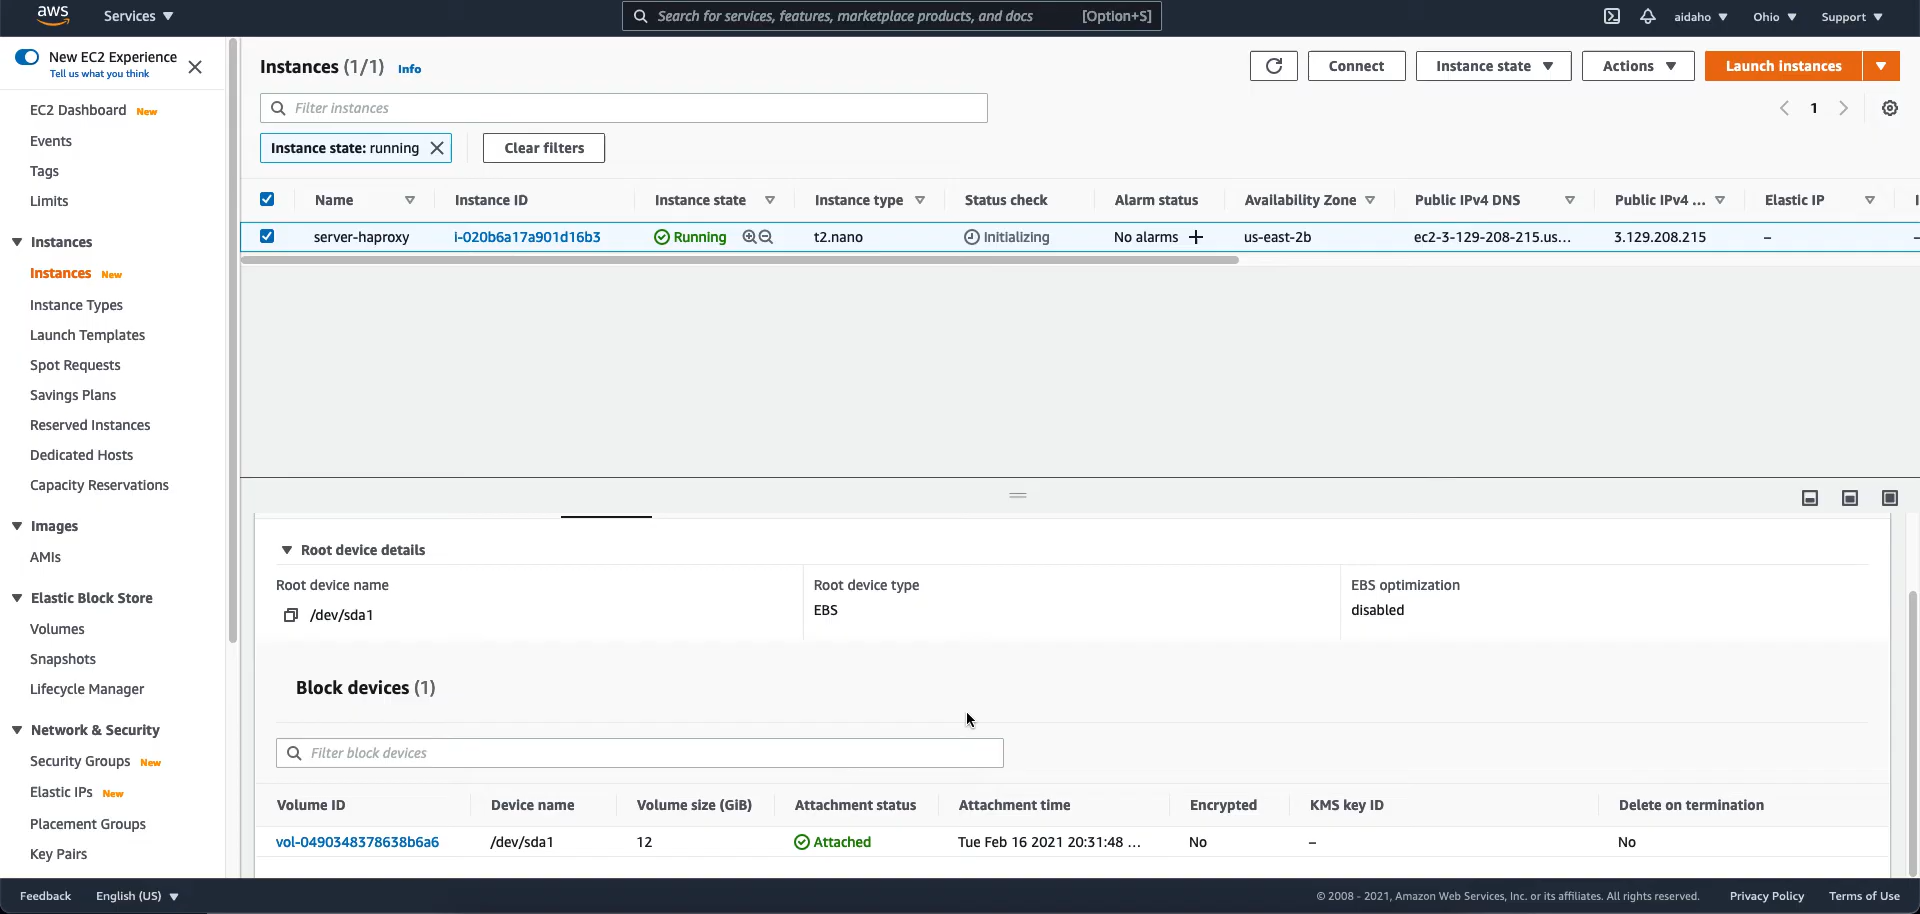 aws
Services
Search for services, features, marketplace products, and docs [Option+S]
aidaho
Ohio
Support
New EC2 Experience
Tell us what you think
EC2 Dashboard New
Events
Tags
Limits
Instances
Instances New
Instance Types
Launch Templates
Spot Requests
Savings Plans
Reserved Instances
Dedicated Hosts
Capacity Reservations
Images
AMIs
Elastic Block Store
Volumes
Snapshots
Lifecycle Manager
Network & Security
Security Groups New
Elastic IPs New
Placement Groups
Key Pairs
Instances (1/1) Info
Connect
Instance state
Actions
Launch instances
Filter instances
1
Instance state: running
Clear filters
Name Instance ID Instance state Instance type Status check Alarm status Availability Zone Public IPv4 DNS Public IPv4 ... Elastic IP
server-haproxy i-020b6a17a901d16b3 Running t2.nano Initializing No alarms + us-east-2b ec2-3-129-208-215.us... 3.129.208.215 –
Root device details
Root device name Root device type EBS optimization
/dev/sda1 EBS disabled
Block devices (1)
Filter block devices
Volume ID Device name Volume size (GiB) Attachment status Attachment time Encrypted KMS key ID Delete on termination
vol-0490348378638b6a6 /dev/sda1 12 Attached Tue Feb 16 2021 20:31:48 ... No – No
Feedback English (US) © 2008 - 2021, Amazon Web Services, Inc. or its affiliates. All rights reserved. Privacy Policy Terms of Use